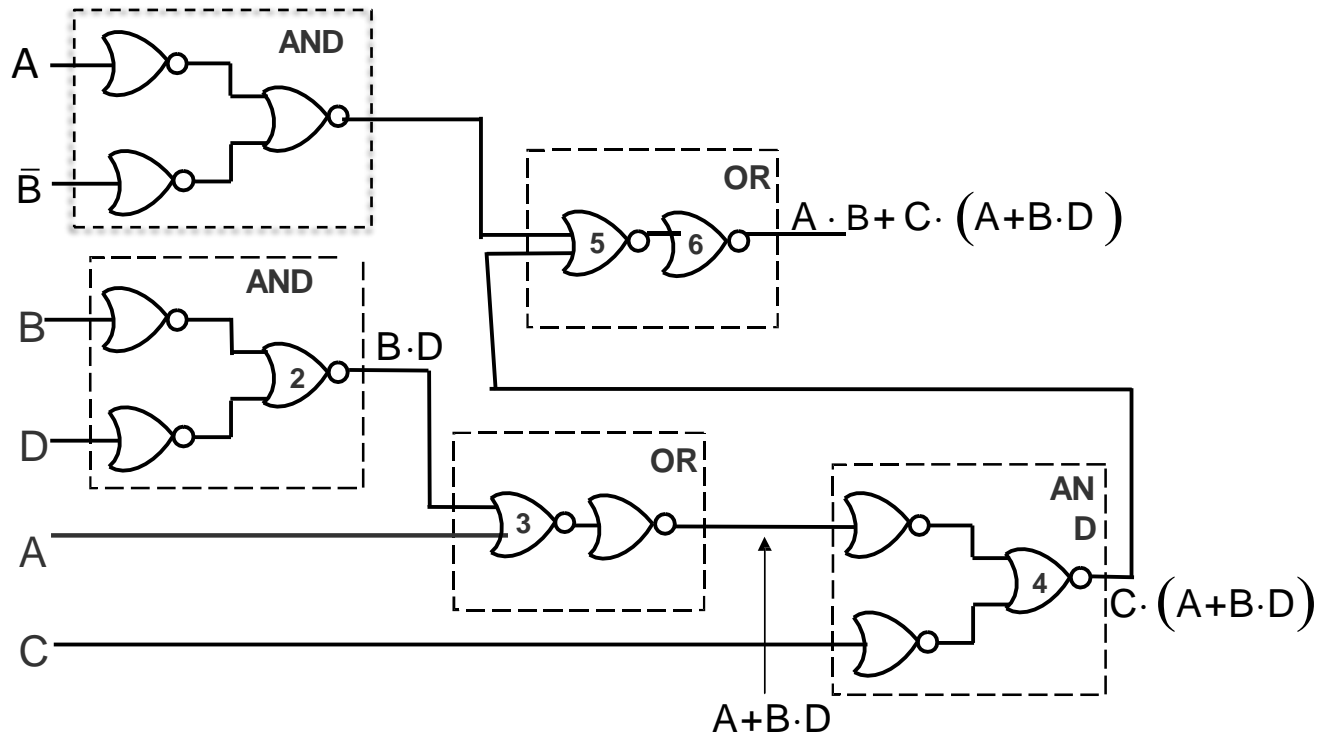 AND
A
B̅
OR
A · B + C · (A+B·D )
5
6
AND
B
B·D
2
D
OR
3
A
AN
D
4
C· (A+B·D)
C
A+B·D